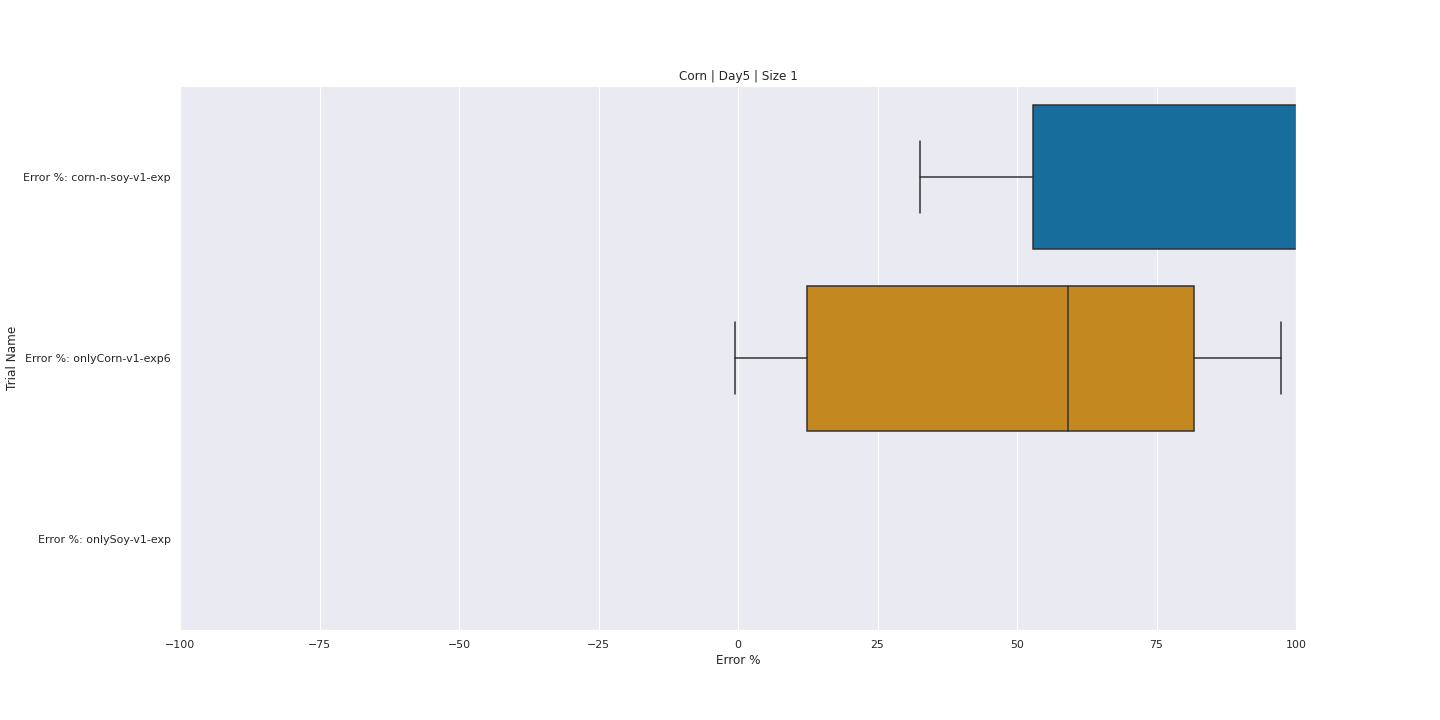 Corn | Day5 | Size 1
Error %: corn-n-soy-v1-exp
Error %: onlyCorn-v1-exp6
Error %: onlySoy-v1-exp
Trial Name
−100 −75 −50 −25 0 25 50 75 100
Error %